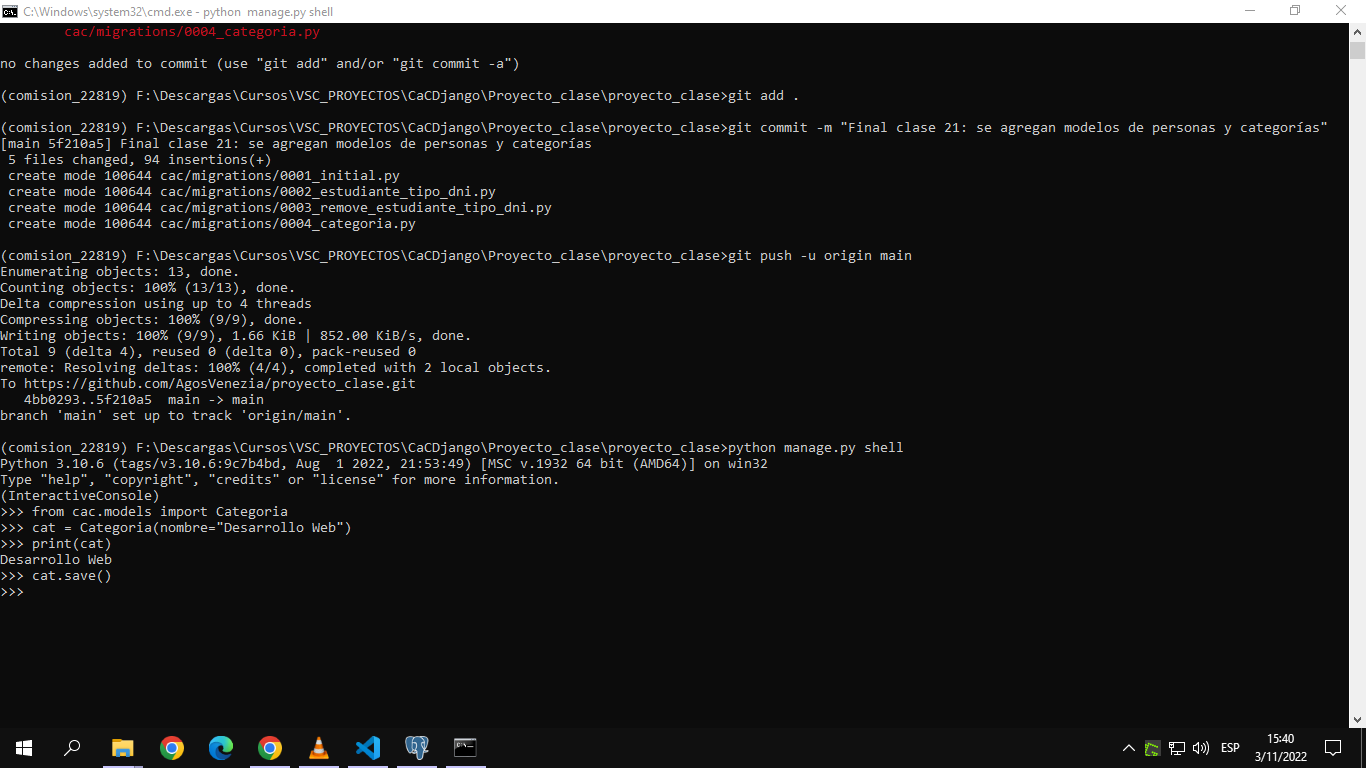 C:\Windows\system32\cmd.exe - python  manage.py shell
cac/migrations/0004_categoria.py
no changes added to commit (use "git add" and/or "git commit -a")
(comision_22819) F:\Descargas\Cursos\VSC_PROYECTOS\CaCDjango\Proyecto_clase\proyecto_clase>git add .
(comision_22819) F:\Descargas\Cursos\VSC_PROYECTOS\CaCDjango\Proyecto_clase\proyecto_clase>git commit -m "Final clase 21: se agregan modelos de personas y categorías"
[main 5f210a5] Final clase 21: se agregan modelos de personas y categorías
 5 files changed, 94 insertions(+)
 create mode 100644 cac/migrations/0001_initial.py
 create mode 100644 cac/migrations/0002_estudiante_tipo_dni.py
 create mode 100644 cac/migrations/0003_remove_estudiante_tipo_dni.py
 create mode 100644 cac/migrations/0004_categoria.py
(comision_22819) F:\Descargas\Cursos\VSC_PROYECTOS\CaCDjango\Proyecto_clase\proyecto_clase>git push -u origin main
Enumerating objects: 13, done.
Counting objects: 100% (13/13), done.
Delta compression using up to 4 threads
Compressing objects: 100% (9/9), done.
Writing objects: 100% (9/9), 1.66 KiB | 852.00 KiB/s, done.
Total 9 (delta 4), reused 0 (delta 0), pack-reused 0
remote: Resolving deltas: 100% (4/4), completed with 2 local objects.
To https://github.com/AgosVenezia/proyecto_clase.git
   4bb0293..5f210a5  main -> main
branch 'main' set up to track 'origin/main'.
(comision_22819) F:\Descargas\Cursos\VSC_PROYECTOS\CaCDjango\Proyecto_clase\proyecto_clase>python manage.py shell
Python 3.10.6 (tags/v3.10.6:9c7b4bd, Aug  1 2022, 21:53:49) [MSC v.1932 64 bit (AMD64)] on win32
Type "help", "copyright", "credits" or "license" for more information.
(InteractiveConsole)
>>> from cac.models import Categoria
>>> cat = Categoria(nombre="Desarrollo Web")
>>> print(cat)
Desarrollo Web
>>> cat.save()
>>>
ESP
15:40
3/11/2022